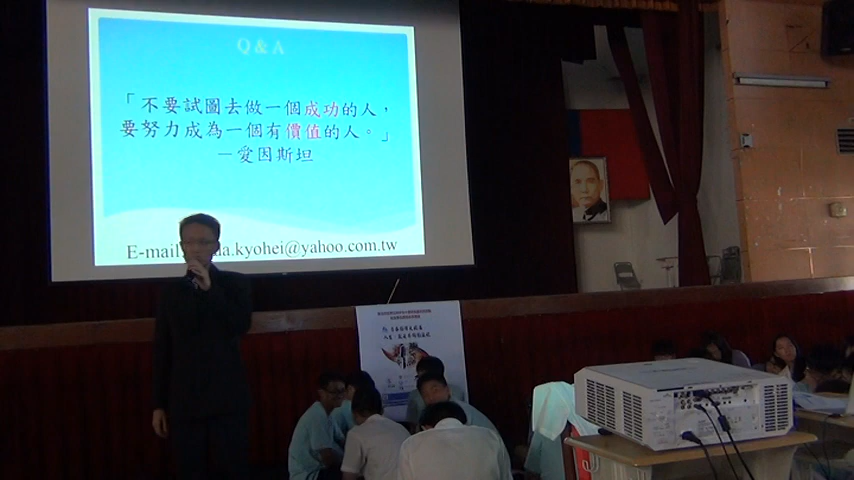 Q & A
「不要試圖去做一個成功的人，
要努力成為一個有價值的人。」
－愛因斯坦
E-mail: da.kyohei@yahoo.com.tw